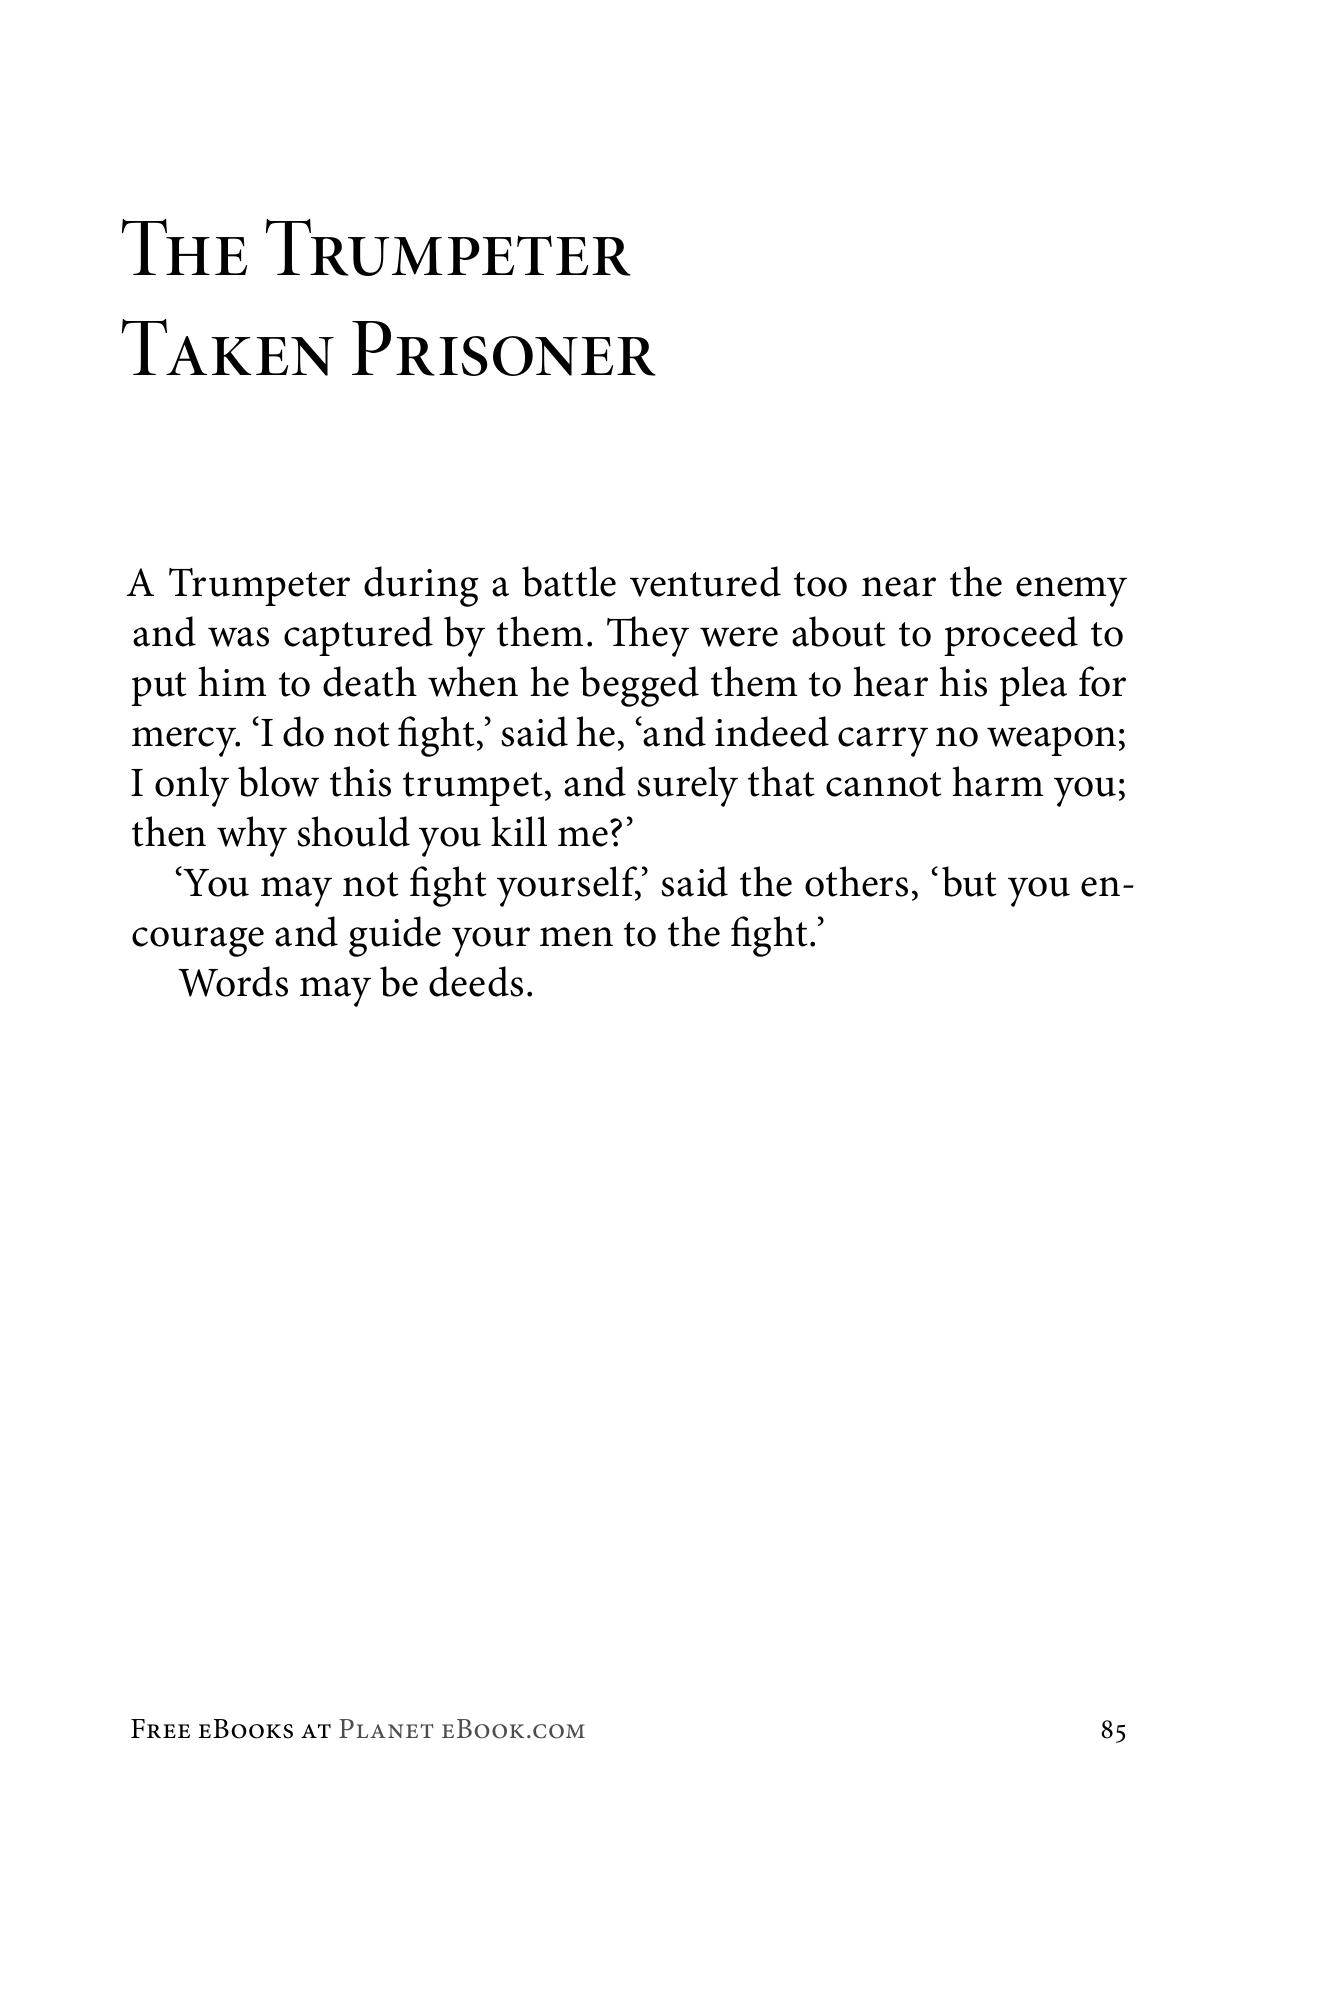 The Trumpeter
Taken Prisoner
A Trumpeter during a battle ventured too near the enemy
and was captured by them. They were about to proceed to
put him to death when he begged them to hear his plea for
mercy. ‘I do not fight,’ said he, ‘and indeed carry no weapon;
I only blow this trumpet, and surely that cannot harm you;
then why should you kill me?’
‘You may not fight yourself,’ said the others, ‘but you en-
courage and guide your men to the fight.’
Words may be deeds.
Free eBooks at Planet eBook.com 85